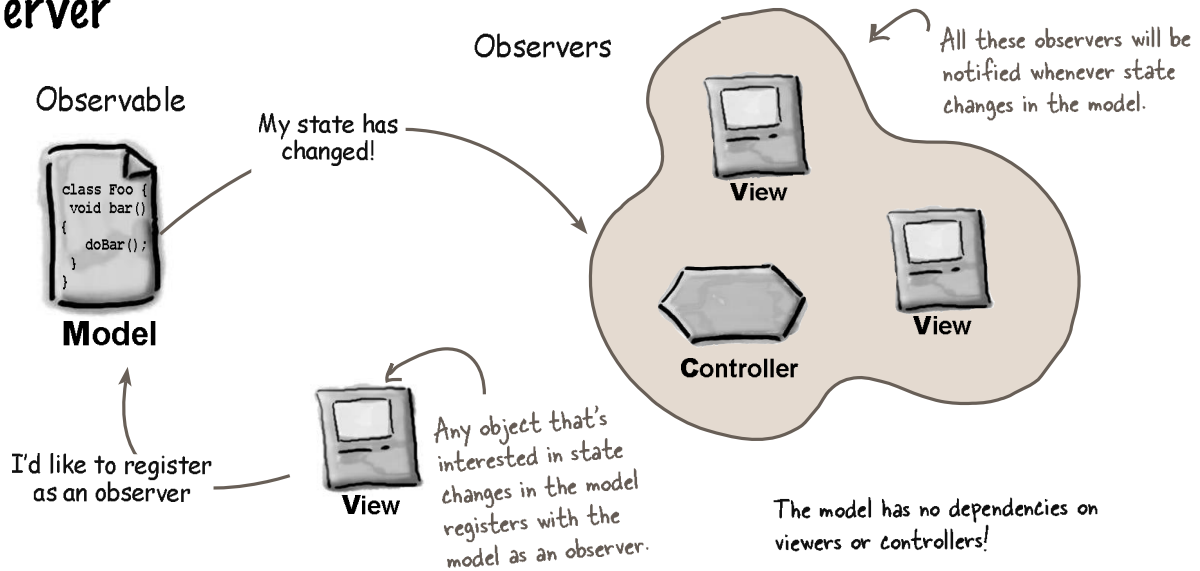 erver
Observers
All these observers will be
notified whenever state
changes in the model.
Observable
My state has
changed!
class Foo {
void bar()
{
doBar();
}
}
Model
View
View
Controller
I'd like to register
as an observer
View
Any object that's
interested in state
changes in the model
registers with the
model as an observer.
The model has no dependencies on
viewers or controllers!